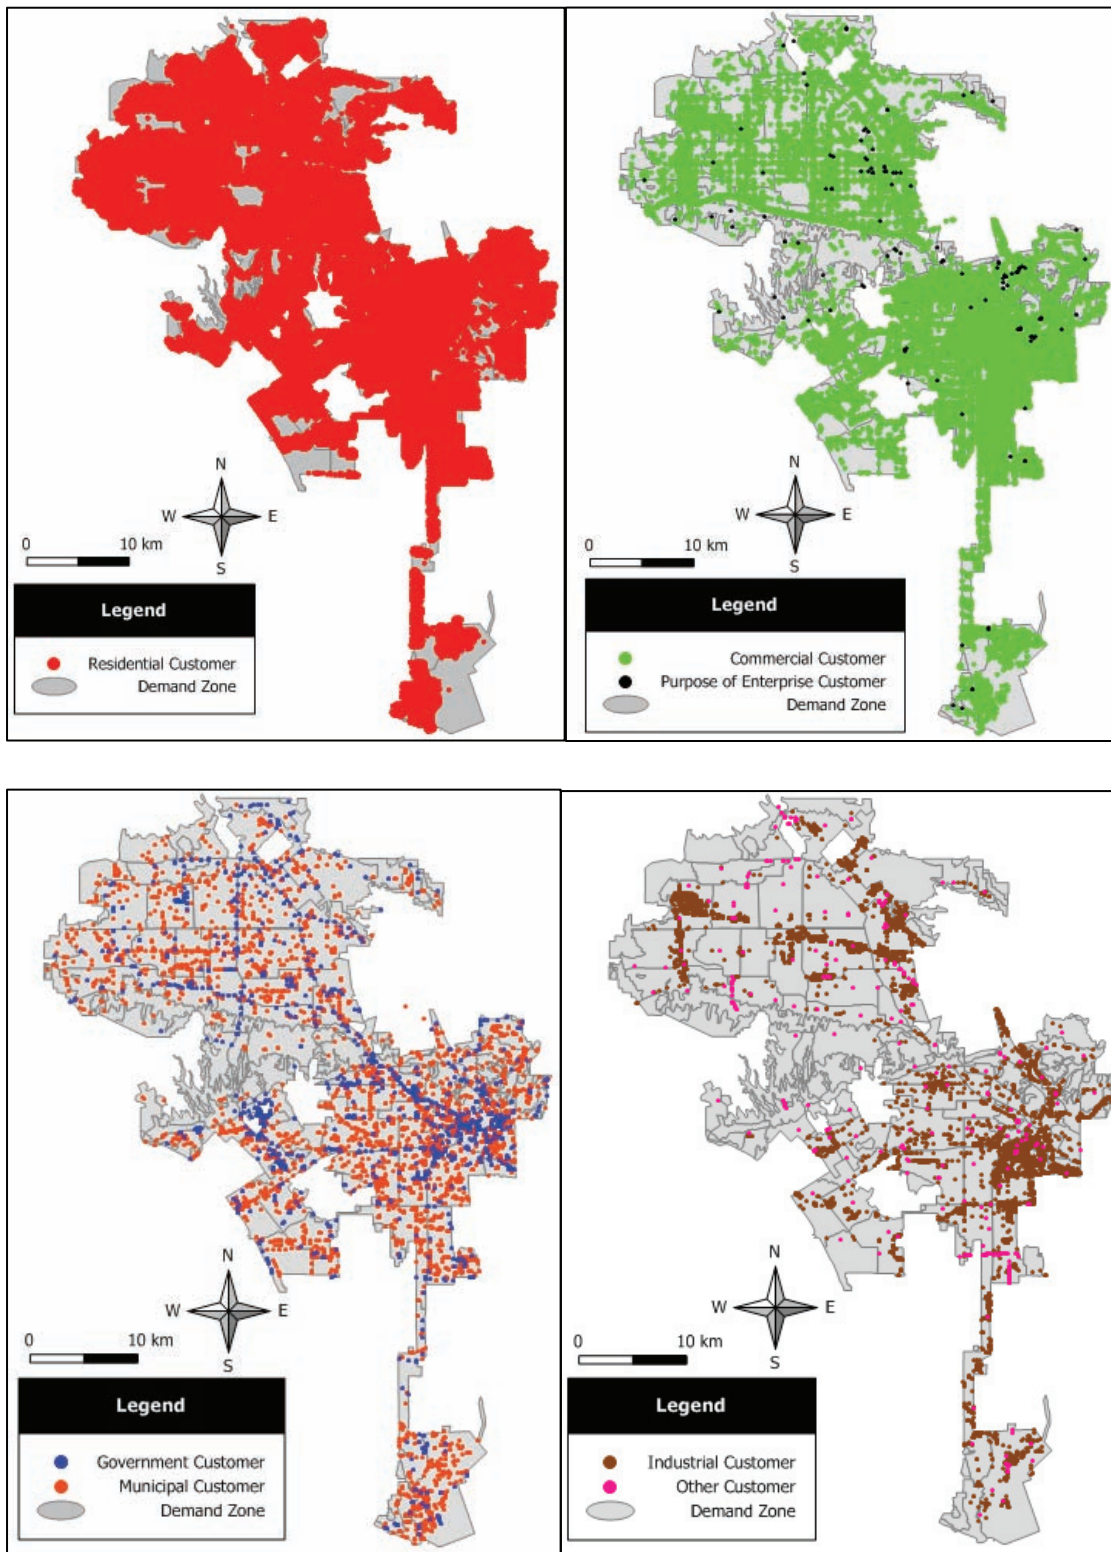 N
W E
S
0 10 km
Legend
Residential Customer
Demand Zone
N
W E
S
0 10 km
Legend
Commercial Customer
Purpose of Enterprise Customer
Demand Zone
N
W E
S
0 10 km
Legend
Government Customer
Municipal Customer
Demand Zone
N
W E
S
0 10 km
Legend
Industrial Customer
Other Customer
Demand Zone